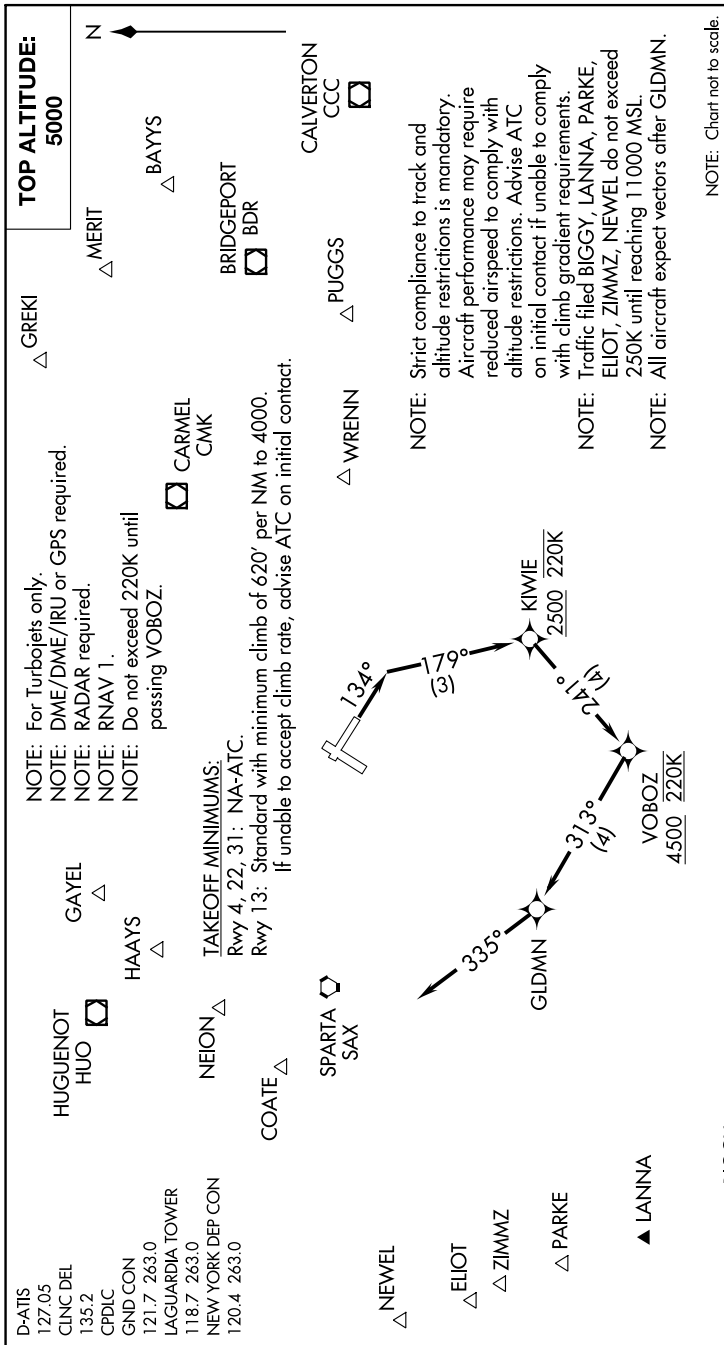 D-ATIS
127.05
CLNC DEL
135.2
CPDLC
GND CON
121.7 263.0
LAGUARDIA TOWER
118.7 263.0
NEW YORK DEP CON
120.4 263.0
TOP ALTITUDE:
5000
N
NOTE: For Turbojets only.
NOTE: DME/DME/IRU or GPS required.
NOTE: RADAR required.
NOTE: RNAV 1.
NOTE: Do not exceed 220K until
passing VOBOZ.
TAKEOFF MINIMUMS:
Rwy 4, 22, 31: NA-ATC.
Rwy 13: Standard with minimum climb of 620' per NM to 4000.
If unable to accept climb rate, advise ATC on initial contact.
GREKI
MERIT
BAYYS
GAYEL
HUGUENOT
HUO
HAAYS
CARMEL
CMK
BRIDGEPORT
BDR
NEION
COATE
SPARTA
SAX
WRENN
PUGGS
CALVERTON
CCC
NEWEL
ELIOT
ZIMMZ
PARKE
LANNA
134°
179°
(3)
KIWIE
2500 220K
241°
(4)
VOBOZ
4500 220K
313°
(4)
GLDMN
335°
NOTE: Strict compliance to track and
altitude restrictions is mandatory.
Aircraft performance may require
reduced airspeed to comply with
altitude restrictions. Advise ATC
on initial contact if unable to comply
with climb gradient requirements.
NOTE: Traffic filed BIGGY, LANNA, PARKE,
ELIOT, ZIMMZ, NEWEL do not exceed
250K until reaching 11000 MSL.
NOTE: All aircraft expect vectors after GLDMN.
NOTE: Chart not to scale.